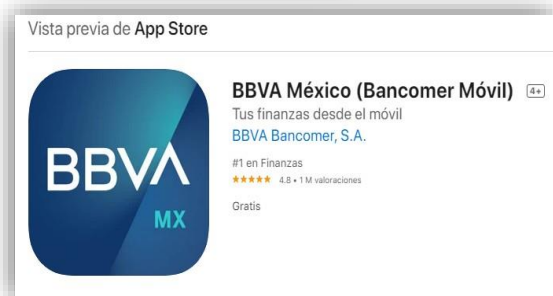 Vista previa de App Store
BBVA
MX
BBVA México (Bancomer Móvil) 4+
Tus finanzas desde el móvil
BBVA Bancomer, S.A.
#1 en Finanzas
★★★★★ 4.8 • 1 M valoraciones
Gratis